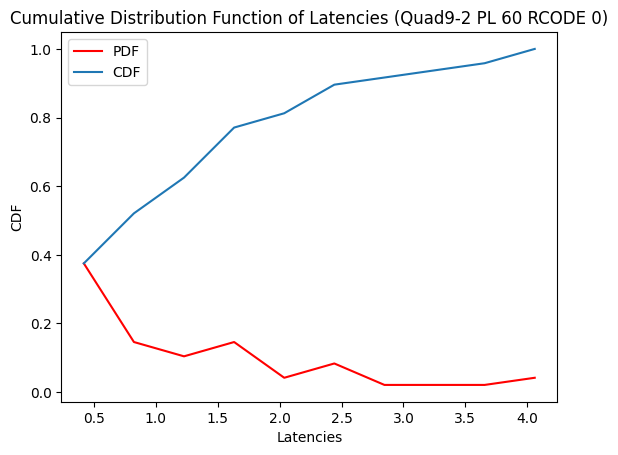 Cumulative Distribution Function of Latencies (Quad9-2 PL 60 RCODE 0)
PDF
CDF
1.0
0.8
0.6
0.4
0.2
0.0
CDF
0.5 1.0 1.5 2.0 2.5 3.0 3.5 4.0
Latencies